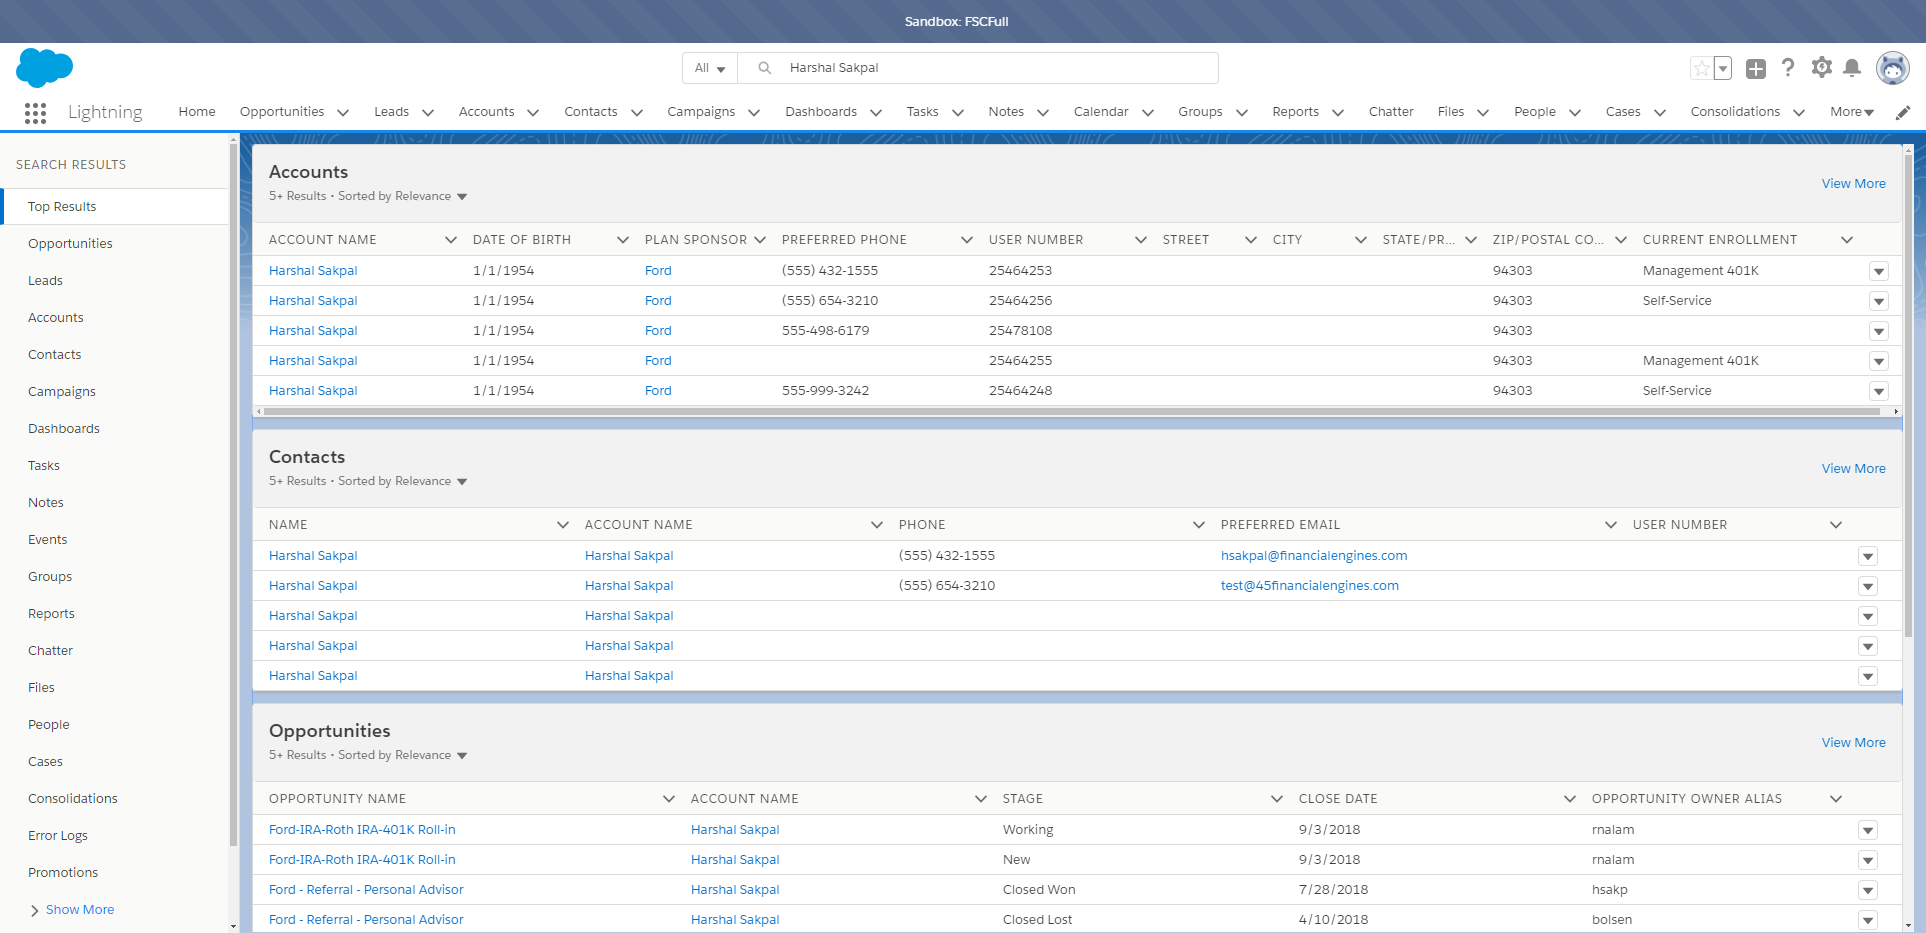 Sandbox: FSCFull
All Harshal Sakpal
Lightning Home Opportunities Leads Accounts Contacts Campaigns Dashboards Tasks Notes Calendar Groups Reports Chatter Files People Cases Consolidations More
SEARCH RESULTS
Top Results
Opportunities
Leads
Accounts
Contacts
Campaigns
Dashboards
Tasks
Notes
Events
Groups
Reports
Chatter
Files
People
Cases
Consolidations
Error Logs
Promotions
Show More
Accounts
5+ Results • Sorted by Relevance
View More
ACCOUNT NAME DATE OF BIRTH PLAN SPONSOR PREFERRED PHONE USER NUMBER STREET CITY STATE/PR... ZIP/POSTAL CO... CURRENT ENROLLMENT
Harshal Sakpal 1/1/1954 Ford (555) 432-1555 25464253 94303 Management 401K
Harshal Sakpal 1/1/1954 Ford (555) 654-3210 25464256 94303 Self-Service
Harshal Sakpal 1/1/1954 Ford 555-498-6179 25478108 94303
Harshal Sakpal 1/1/1954 Ford 25464255 94303 Management 401K
Harshal Sakpal 1/1/1954 Ford 555-999-3242 25464248 94303 Self-Service
Contacts
5+ Results • Sorted by Relevance
View More
NAME ACCOUNT NAME PHONE PREFERRED EMAIL USER NUMBER
Harshal Sakpal Harshal Sakpal (555) 432-1555 hsakpal@financialengines.com
Harshal Sakpal Harshal Sakpal (555) 654-3210 test@45financialengines.com
Harshal Sakpal Harshal Sakpal
Harshal Sakpal Harshal Sakpal
Harshal Sakpal Harshal Sakpal
Opportunities
5+ Results • Sorted by Relevance
View More
OPPORTUNITY NAME ACCOUNT NAME STAGE CLOSE DATE OPPORTUNITY OWNER ALIAS
Ford-IRA-Roth IRA-401K Roll-in Harshal Sakpal Working 9/3/2018 rnalam
Ford-IRA-Roth IRA-401K Roll-in Harshal Sakpal New 9/3/2018 rnalam
Ford - Referral - Personal Advisor Harshal Sakpal Closed Won 7/28/2018 hsakp
Ford - Referral - Personal Advisor Harshal Sakpal Closed Lost 4/10/2018 bolsen